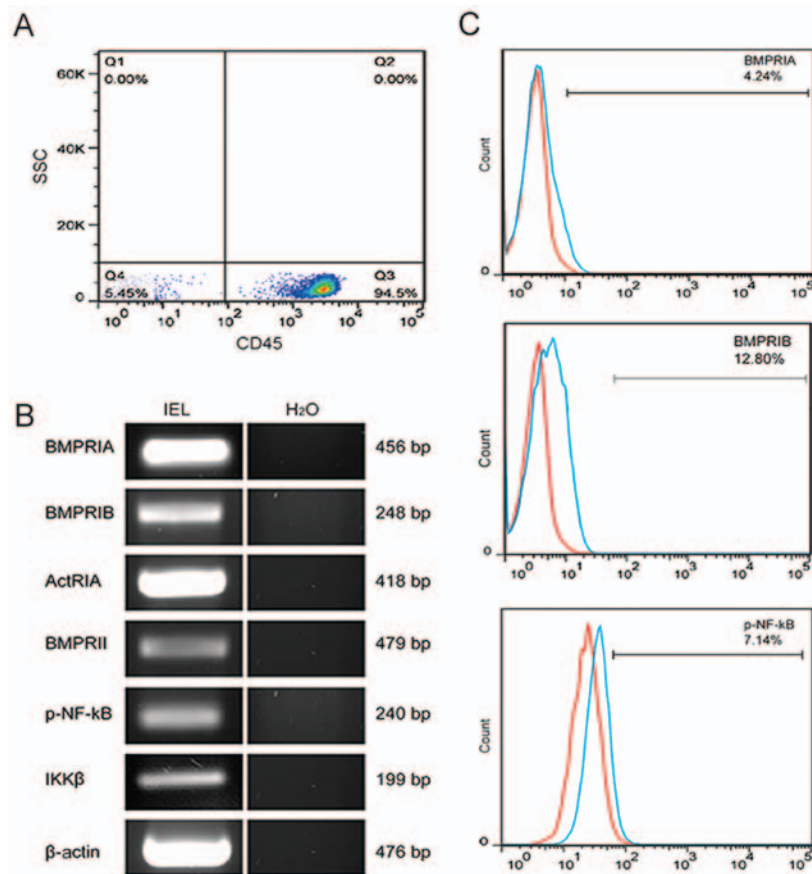 A
Q1
0.00%
Q2
0.00%
60K
40K
20K
0
SSC
Q4
5.45%
Q3
94.5%
10⁰ 10¹ 10² 10³ 10⁴ 10⁵
CD45
B
IEL H₂O
BMPRIA 456 bp
BMPRIB 248 bp
ActRIA 418 bp
BMPRII 479 bp
p-NF-kB 240 bp
IKKβ 199 bp
β-actin 476 bp
C
BMPRIA
4.24%
Count
0
10⁰ 10¹ 10² 10³ 10⁴ 10⁵
BMPRIB
12.80%
Count
0
10⁰ 10¹ 10² 10³ 10⁴ 10⁵
p-NF-kB
7.14%
Count
0
10⁰ 10¹ 10² 10³ 10⁴ 10⁵